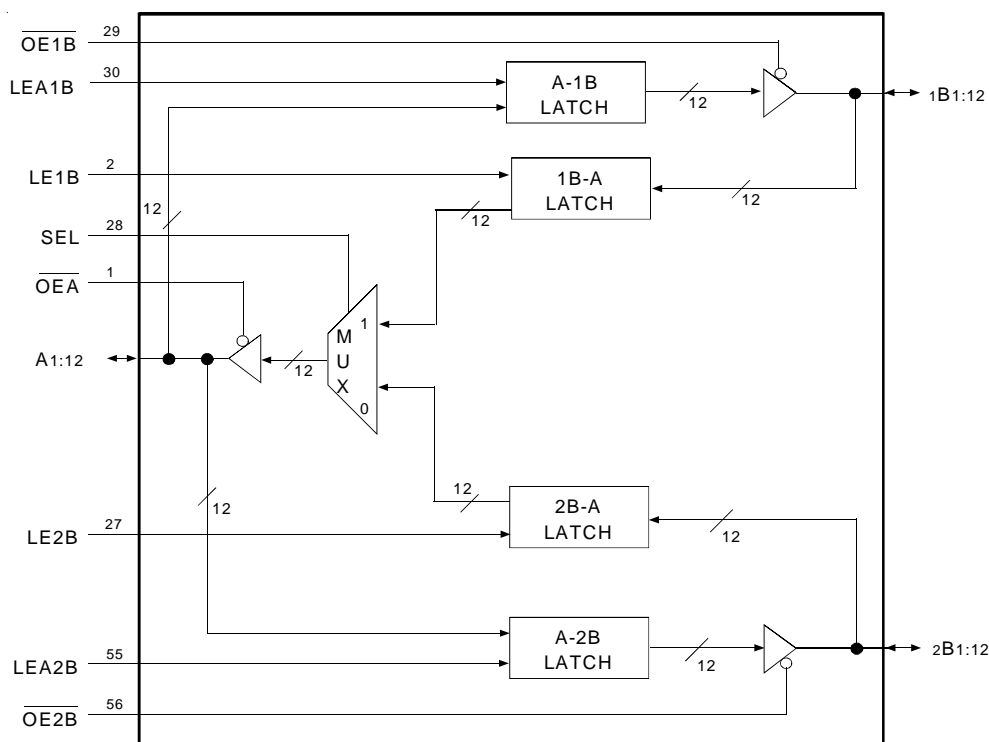 OE1B 29
LEA1B 30
A-1B
LATCH
12
1B1:12
LE1B 2
1B-A
LATCH
12
12
12
SEL 28
OEA 1
1
M
U
X
0
A1:12
12
12
12
2B-A
LATCH
12
LE2B 27
A-2B
LATCH
12
2B1:12
LEA2B 55
OE2B 56